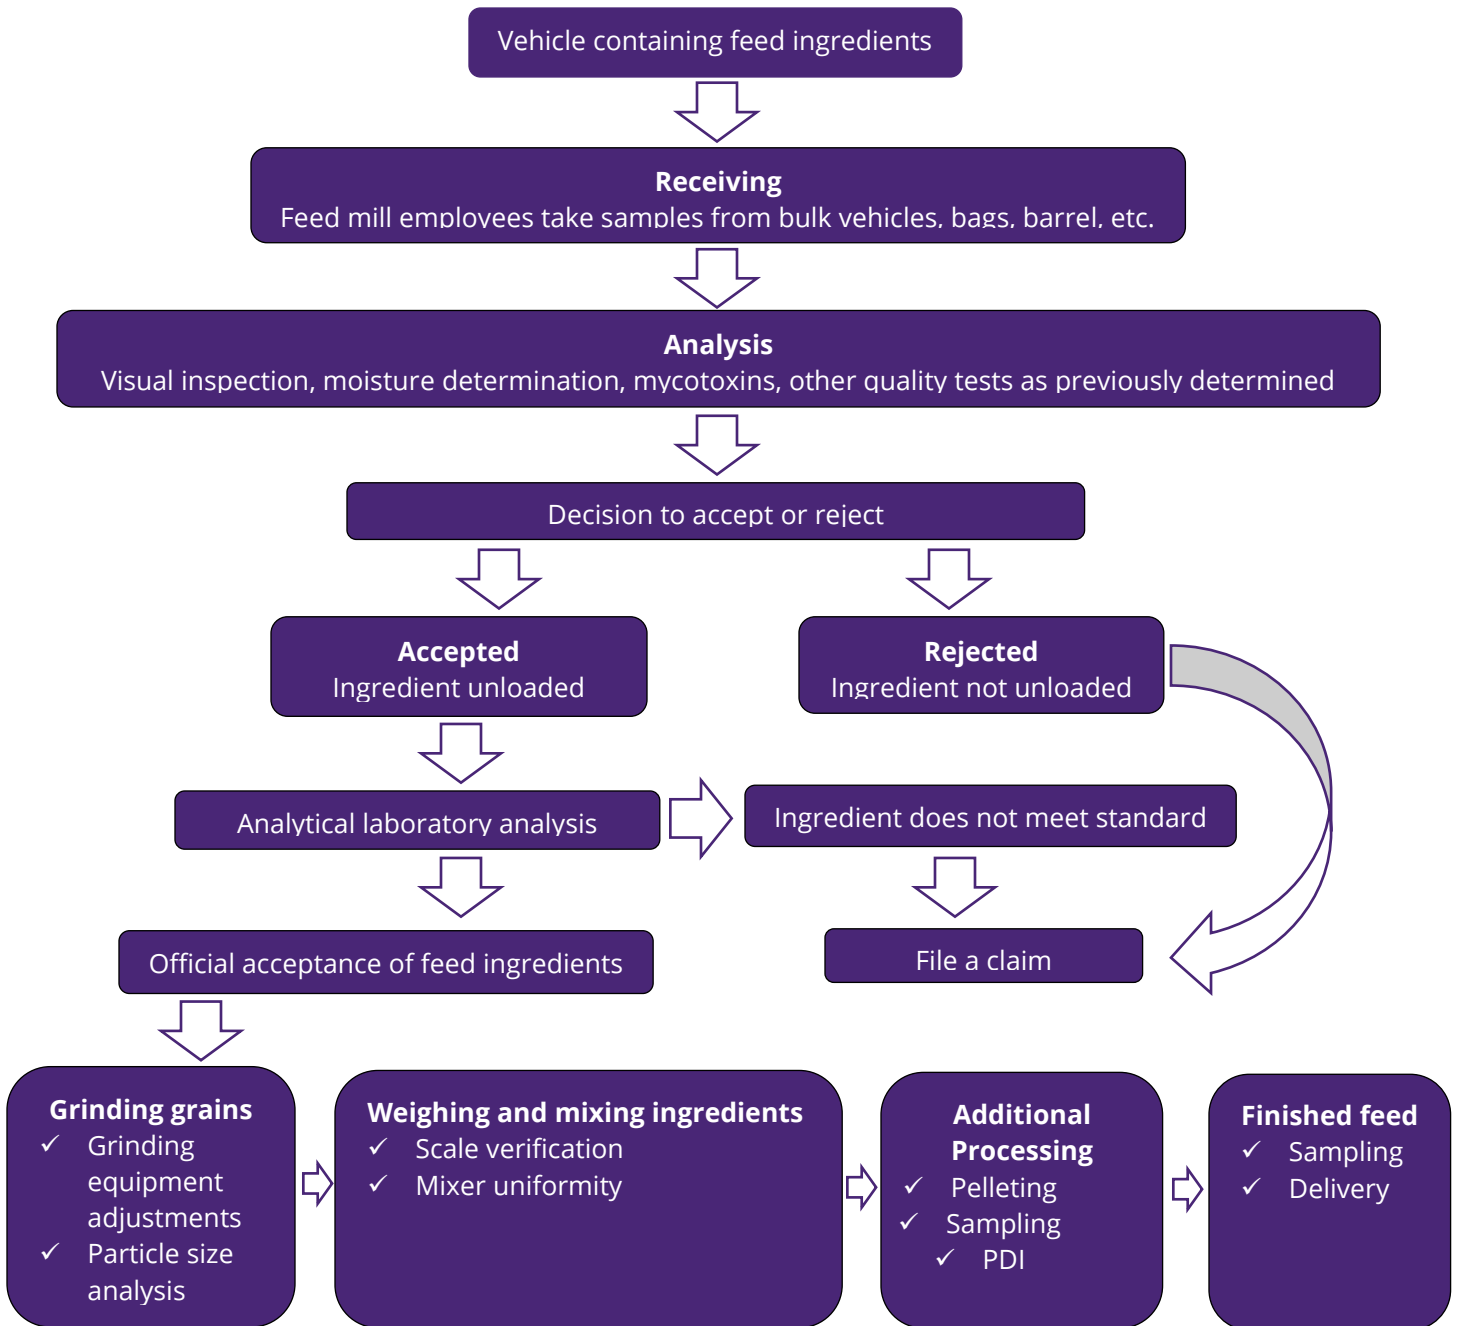 Vehicle containing feed ingredients
Receiving
Feed mill employees take samples from bulk vehicles, bags, barrel, etc.
Analysis
Visual inspection, moisture determination, mycotoxins, other quality tests as previously determined
Decision to accept or reject
Accepted
Ingredient unloaded
Rejected
Ingredient not unloaded
Analytical laboratory analysis
Ingredient does not meet standard
Official acceptance of feed ingredients
File a claim
Grinding grains
✓ Grinding
equipment
adjustments
✓ Particle size
analysis
Weighing and mixing ingredients
✓ Scale verification
✓ Mixer uniformity
Additional
Processing
✓ Pelleting
✓ Sampling
✓ PDI
Finished feed
✓ Sampling
✓ Delivery